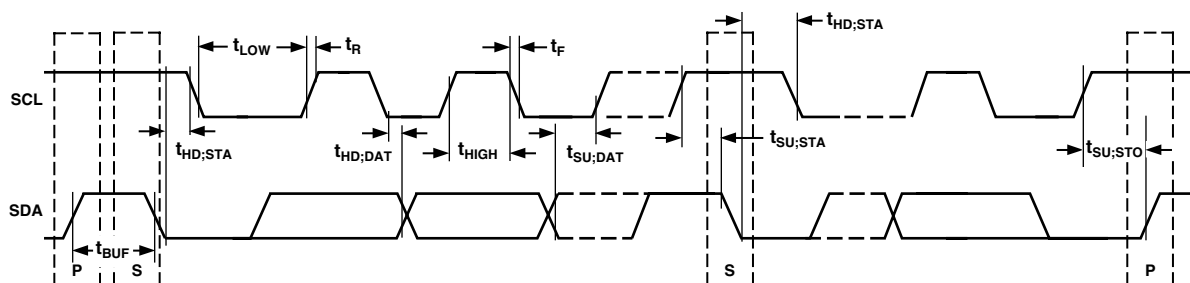 tHD;STA
tLOW
tR
tF
SCL
tHD;STA
tHD;DAT
tHIGH
tSU;DAT
tSU;STA
tSU;STO
SDA
tBUF
P
S
S
P